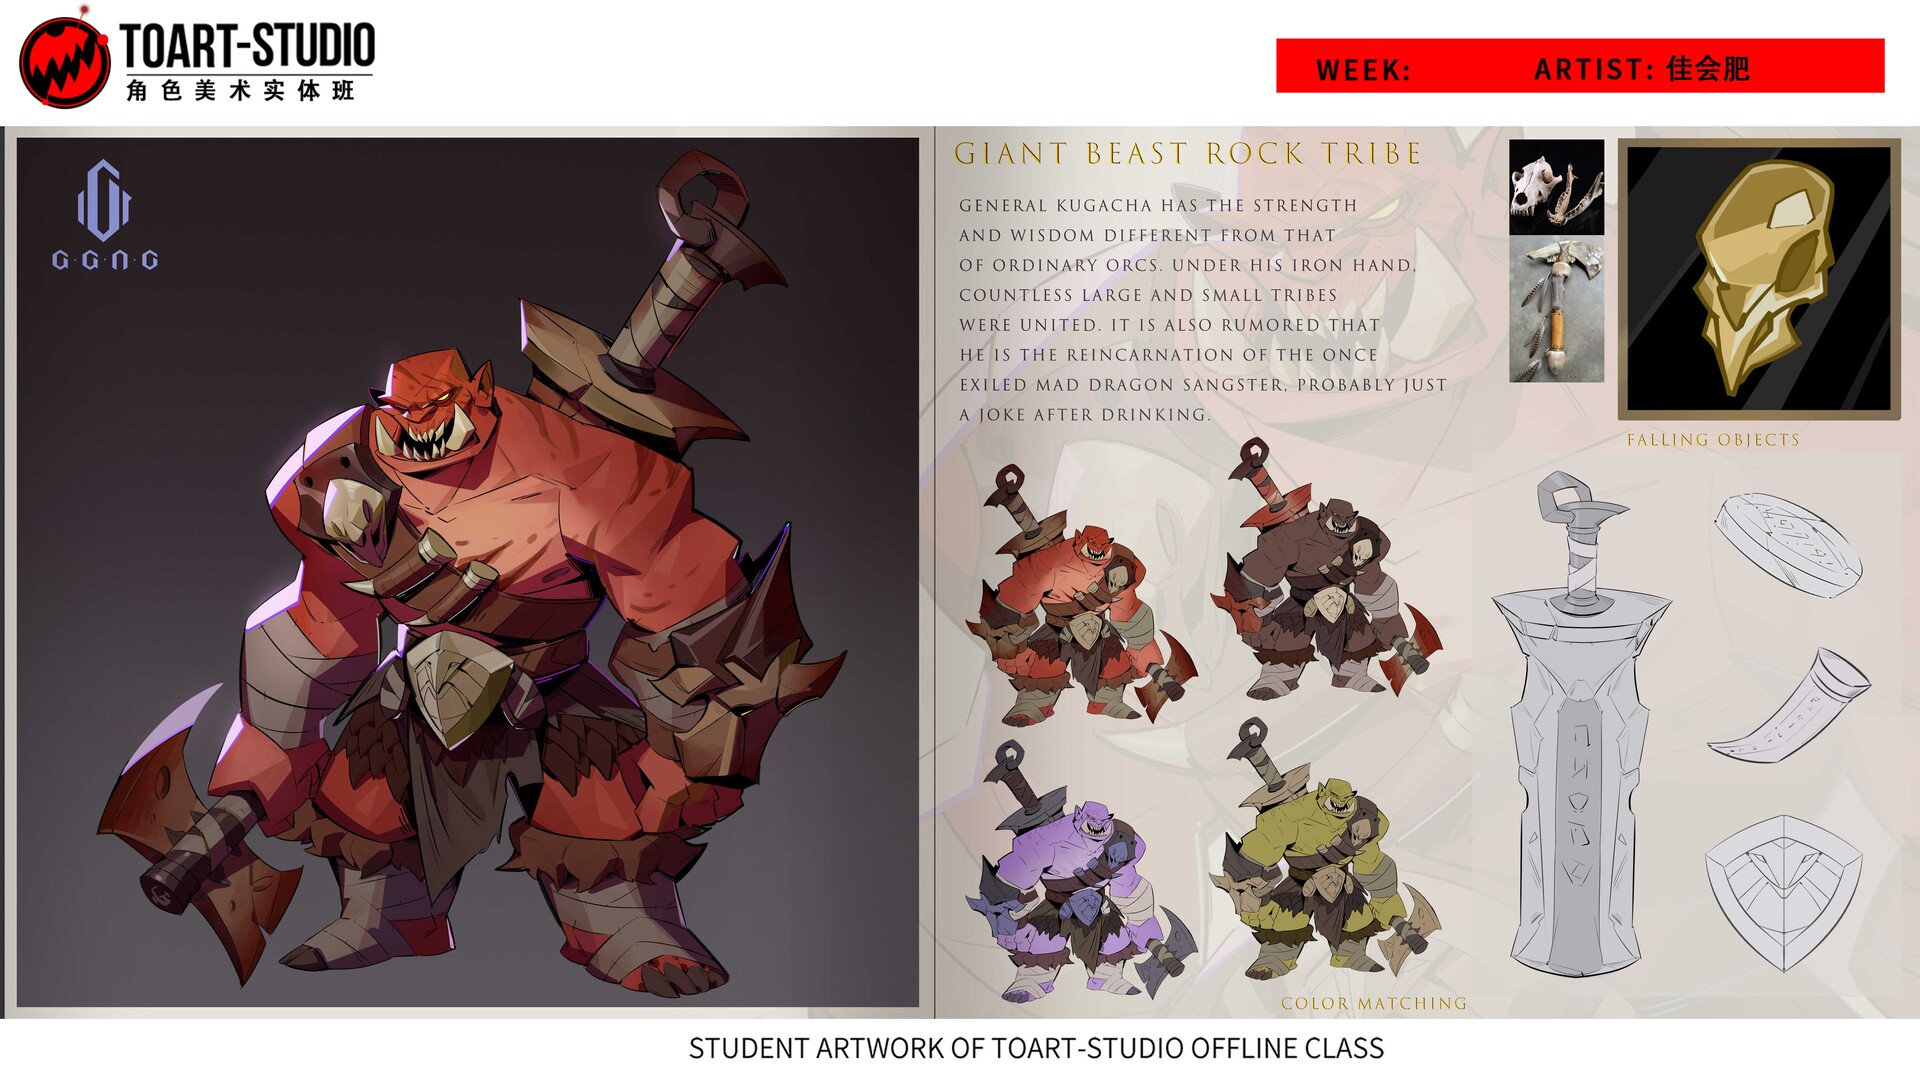 TOART-STUDIO
角色美术实体班
WEEK:
ARTIST: 佳会肥
G·G·N·G
GIANT BEAST ROCK TRIBE
GENERAL KUGACHA HAS THE STRENGTH
AND WISDOM DIFFERENT FROM THAT
OF ORDINARY ORCS. UNDER HIS IRON HAND,
COUNTLESS LARGE AND SMALL TRIBES
WERE UNITED. IT IS ALSO RUMORED THAT
HE IS THE REINCARNATION OF THE ONCE
EXILED MAD DRAGON SANGSTER, PROBABLY JUST
A JOKE AFTER DRINKING.
FALLING OBJECTS
COLOR MATCHING
STUDENT ARTWORK OF TOART-STUDIO OFFLINE CLASS